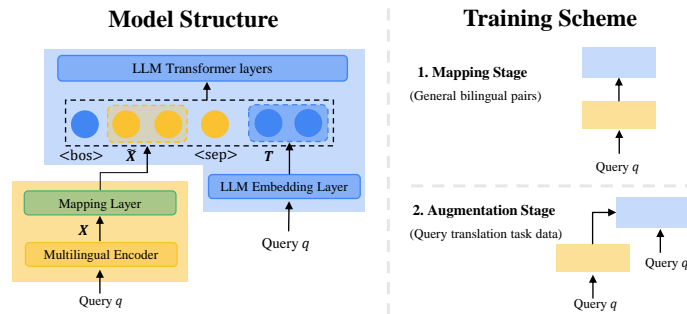 Model Structure
LLM Transformer layers
<bos>
X̃
<sep>
T
Mapping Layer
LLM Embedding Layer
X
Multilingual Encoder
Query q
Query q
Training Scheme
1. Mapping Stage
(General bilingual pairs)
Query q
2. Augmentation Stage
(Query translation task data)
Query q
Query q